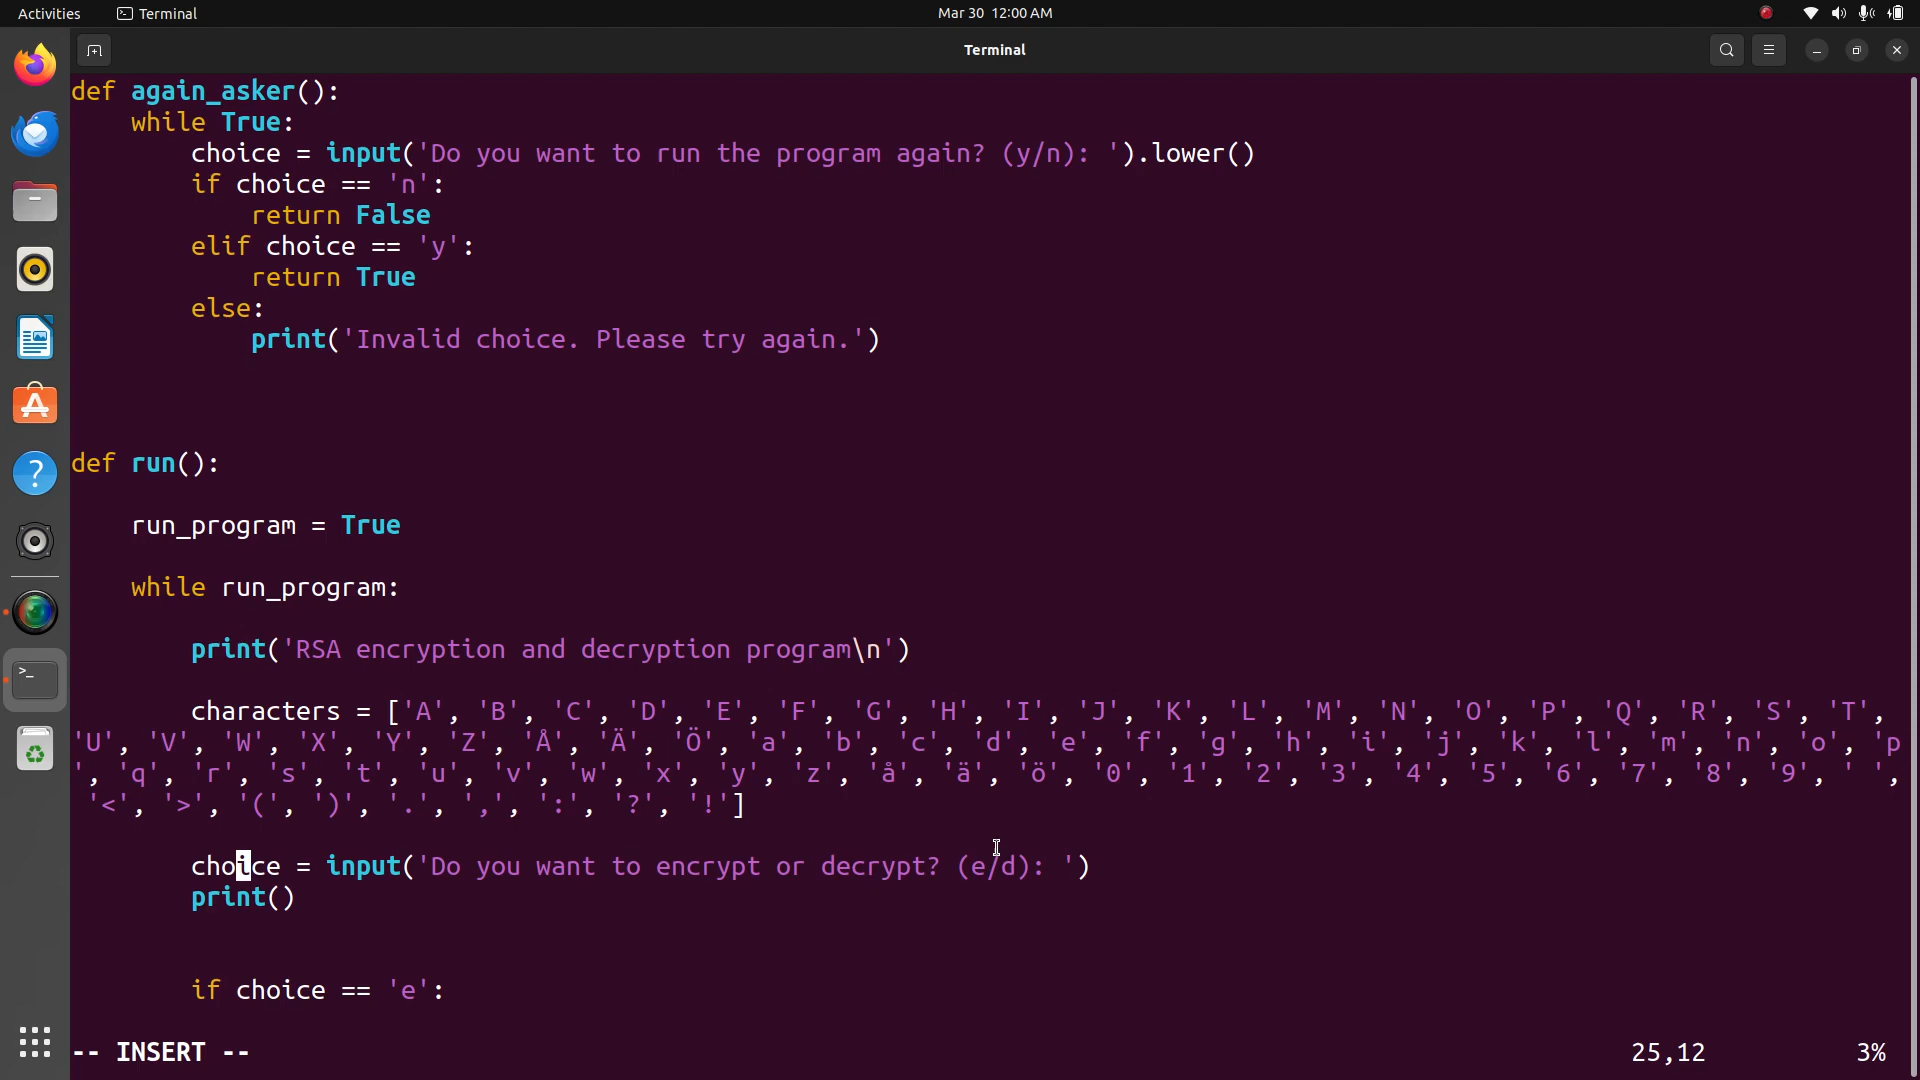 Activities Terminal Mar 30 12:00 AM
Terminal
def again_asker():
    while True:
        choice = input('Do you want to run the program again? (y/n): ').lower()
        if choice == 'n':
            return False
        elif choice == 'y':
            return True
        else:
            print('Invalid choice. Please try again.')
def run():
    run_program = True
    while run_program:
        print('RSA encryption and decryption program\n')
        characters = ['A', 'B', 'C', 'D', 'E', 'F', 'G', 'H', 'I', 'J', 'K', 'L', 'M', 'N', 'O', 'P', 'Q', 'R', 'S', 'T',
'U', 'V', 'W', 'X', 'Y', 'Z', 'Å', 'Ä', 'Ö', 'a', 'b', 'c', 'd', 'e', 'f', 'g', 'h', 'i', 'j', 'k', 'l', 'm', 'n', 'o', 'p
', 'q', 'r', 's', 't', 'u', 'v', 'w', 'x', 'y', 'z', 'å', 'ä', 'ö', '0', '1', '2', '3', '4', '5', '6', '7', '8', '9', ' ',
 '<', '>', '(', ')', '.', ',', ':', '?', '!']
        choice = input('Do you want to encrypt or decrypt? (e/d): ')
        print()
        if choice == 'e':
-- INSERT -- 25,12 3%